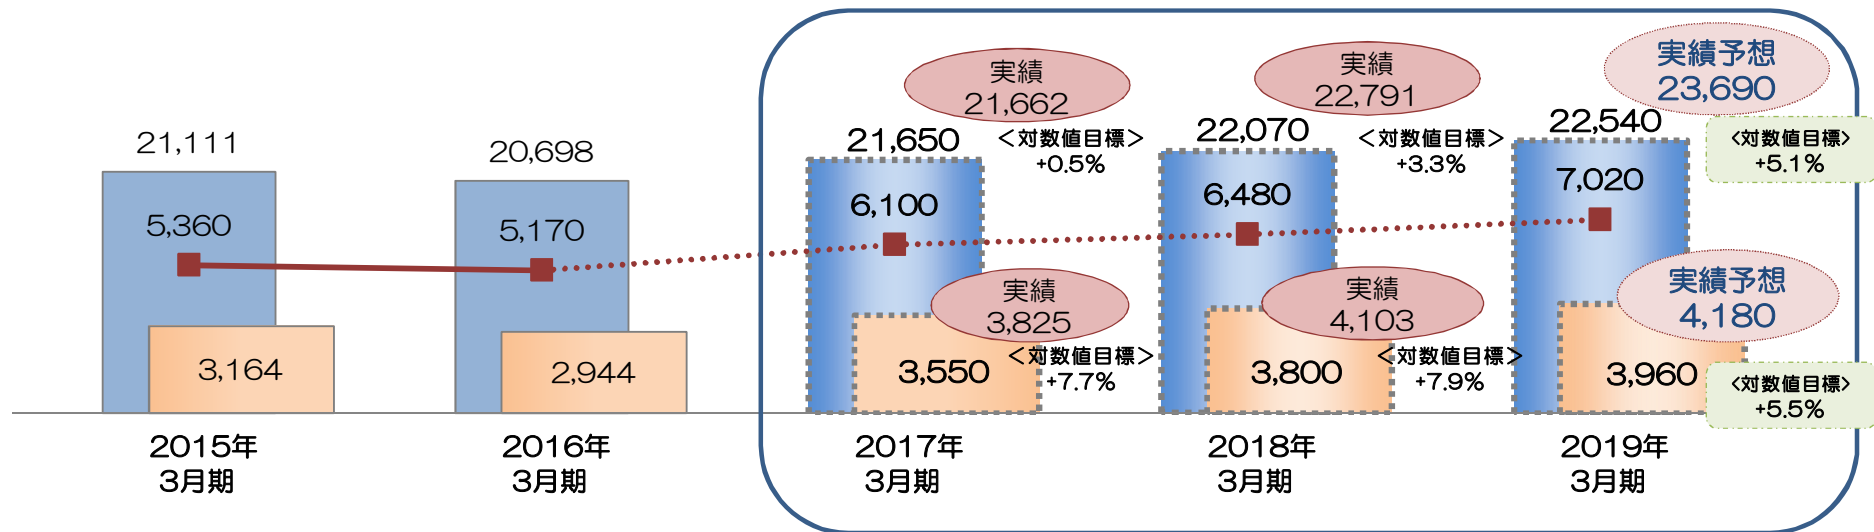 21,111
5,360
3,164
2015年
3月期
20,698
5,170
2,944
2016年
3月期
実績
21,662
21,650
<対数値目標>
+0.5%
6,100
実績
3,825
3,550
<対数値目標>
+7.7%
2017年
3月期
実績
22,791
22,070
<対数値目標>
+3.3%
6,480
実績
4,103
3,800
<対数値目標>
+7.9%
2018年
3月期
実績予想
23,690
22,540
<対数値目標>
+5.1%
7,020
実績予想
4,180
3,960
<対数値目標>
+5.5%
2019年
3月期